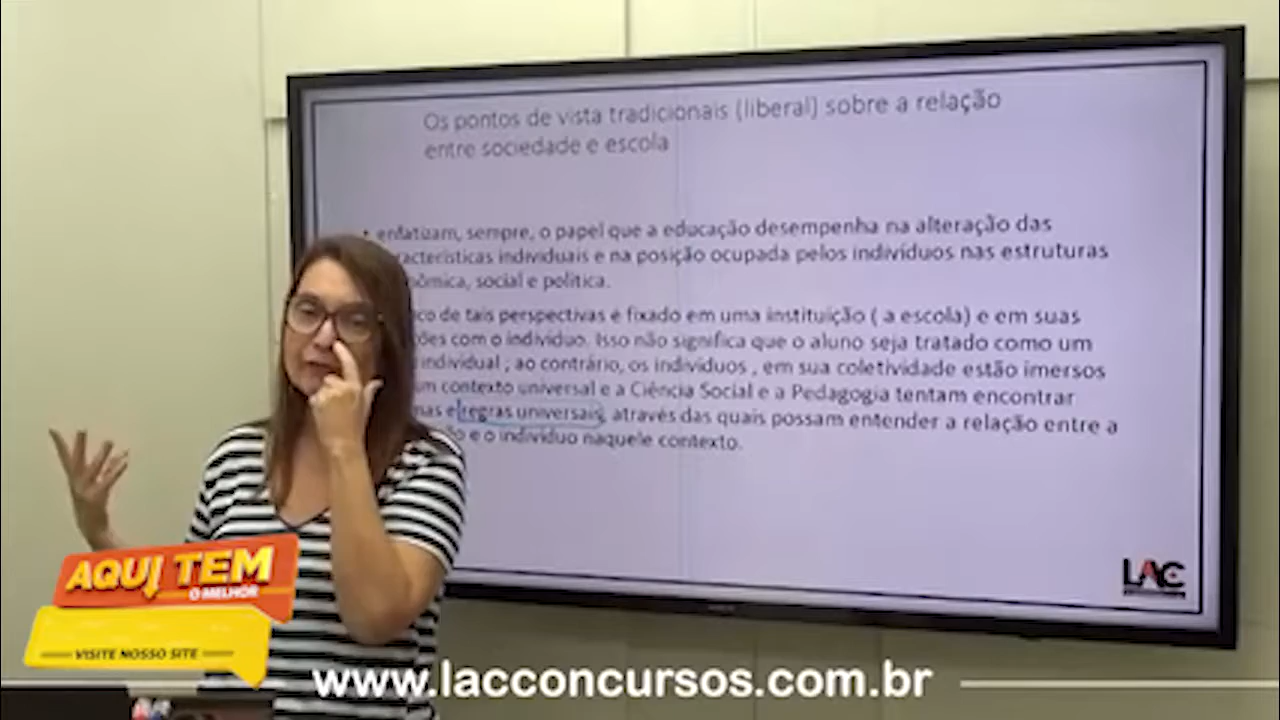 Os pontos de vista tradicionais (liberal) sobre a relação
entre sociedade e escola
• enfatizam, sempre, o papel que a educação desempenha na alteração das
racterísticas individuais e na posição ocupada pelos indivíduos nas estruturas
ômica, social e política.
co de tais perspectivas é fixado em uma instituição ( a escola) e em suas
ções com o indivíduo. Isso não significa que o aluno seja tratado como um
individual ; ao contrário, os indivíduos , em sua coletividade estão imersos
um contexto universal e a Ciência Social e a Pedagogia tentam encontrar
mas e regras universais, através das quais possam entender a relação entre a
o e o indivíduo naquele contexto.
LAC
AQUI TEM
O MELHOR
VISITE NOSSO SITE
www.lacconcursos.com.br